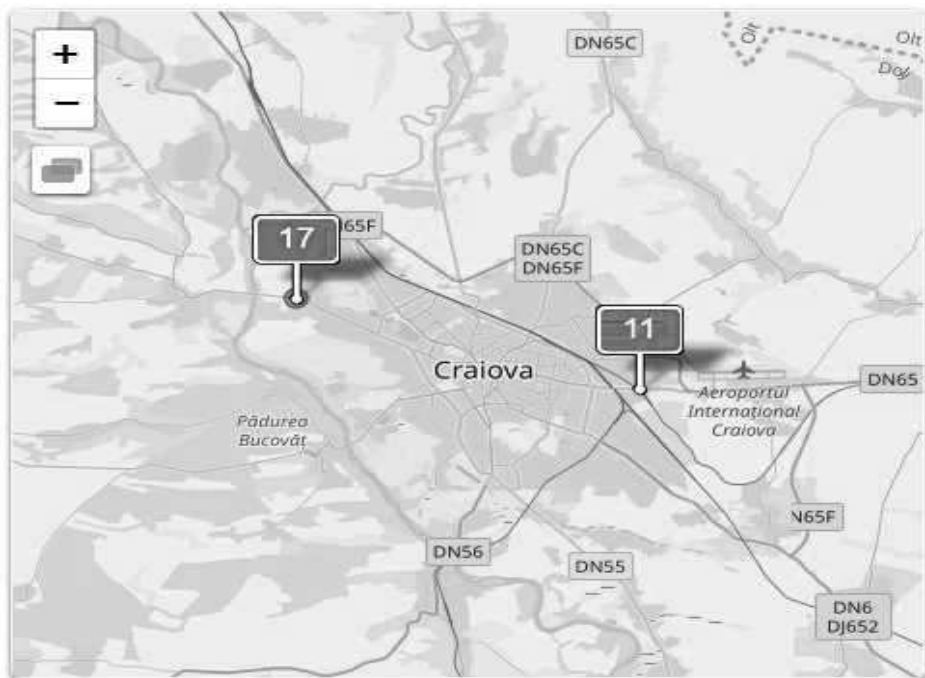 +
−
DN65C
Olt
Olt
Dolj
17
65F
DN65C
DN65F
11
Craiova
DN65
Aeroportul
Internațional
Craiova
Pădurea
Bucovăț
N65F
DN56
DN55
DN6
DJ652